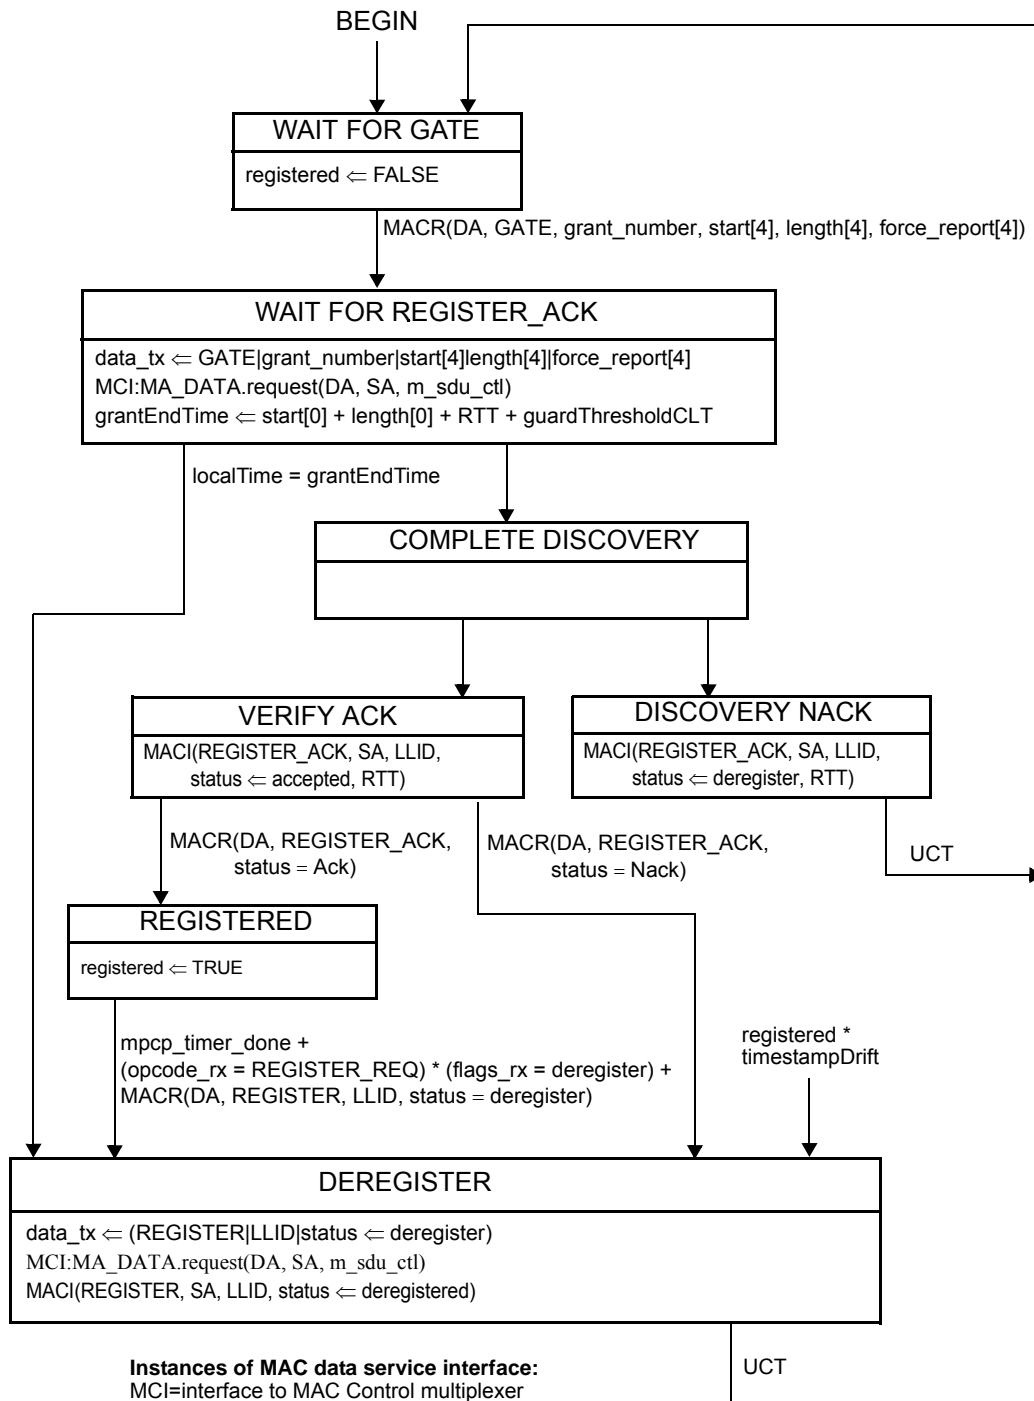 BEGIN
WAIT FOR GATE
registered ⇐ FALSE
MACR(DA, GATE, grant_number, start[4], length[4], force_report[4])
WAIT FOR REGISTER_ACK
data_tx ⇐ GATE|grant_number|start[4]length[4]|force_report[4]
MCI:MA_DATA.request(DA, SA, m_sdu_ctl)
grantEndTime ⇐ start[0] + length[0] + RTT + guardThresholdCLT
localTime = grantEndTime
COMPLETE DISCOVERY
VERIFY ACK
MACI(REGISTER_ACK, SA, LLID,
status ⇐ accepted, RTT)
DISCOVERY NACK
MACI(REGISTER_ACK, SA, LLID,
status ⇐ deregister, RTT)
MACR(DA, REGISTER_ACK,
status = Ack)
MACR(DA, REGISTER_ACK,
status = Nack)
UCT
REGISTERED
registered ⇐ TRUE
mpcp_timer_done +
(opcode_rx = REGISTER_REQ) * (flags_rx = deregister) +
MACR(DA, REGISTER, LLID, status = deregister)
registered *
timestampDrift
DEREGISTER
data_tx ⇐ (REGISTER|LLID|status ⇐ deregister)
MCI:MA_DATA.request(DA, SA, m_sdu_ctl)
MACI(REGISTER, SA, LLID, status ⇐ deregistered)
UCT
Instances of MAC data service interface:
MCI=interface to MAC Control multiplexer